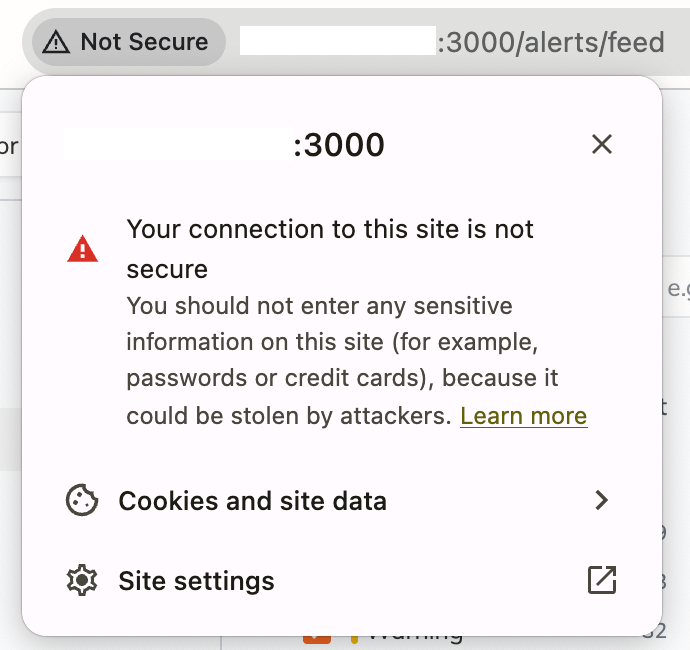 Not Secure :3000/alerts/feed
or
:3000
Your connection to this site is not
secure
You should not enter any sensitive
information on this site (for example,
passwords or credit cards), because it
could be stolen by attackers. Learn more
Cookies and site data
Site settings